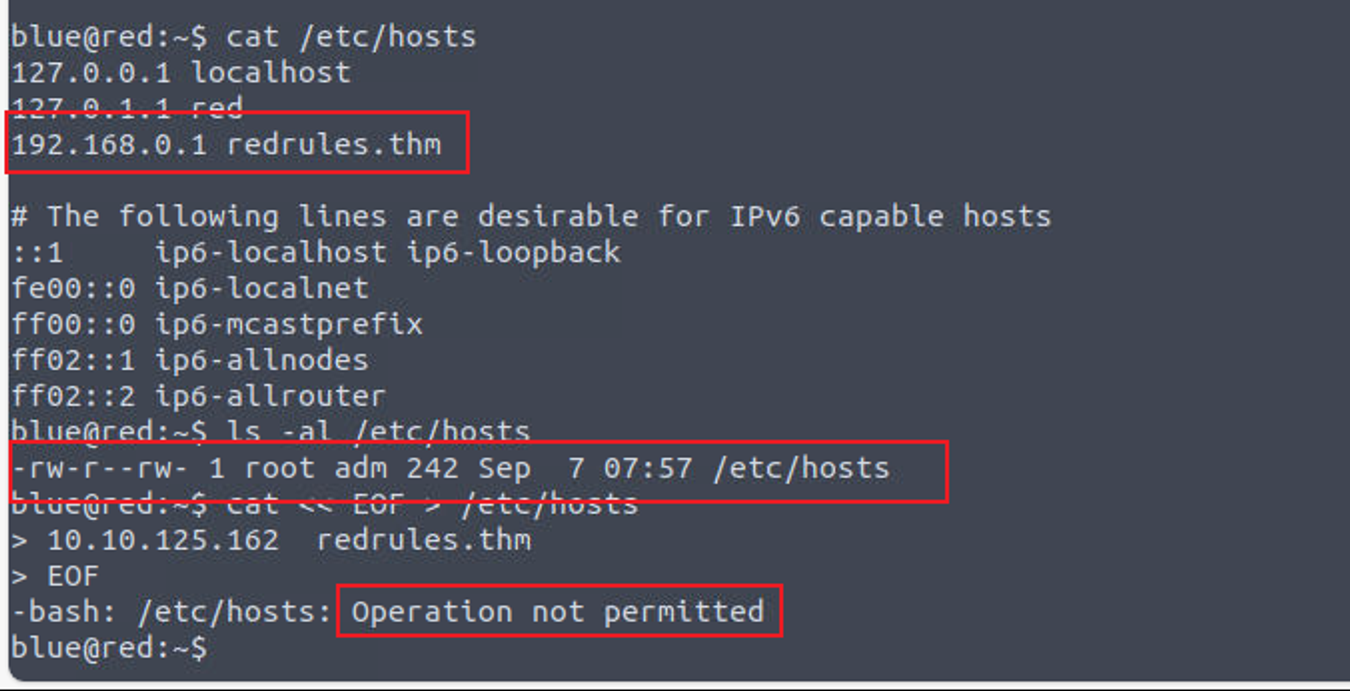 blue@red:~$ cat /etc/hosts
127.0.0.1 localhost
127.0.1.1 red
192.168.0.1 redrules.thm
# The following lines are desirable for IPv6 capable hosts
::1     ip6-localhost ip6-loopback
fe00::0 ip6-localnet
ff00::0 ip6-mcastprefix
ff02::1 ip6-allnodes
ff02::2 ip6-allrouter
blue@red:~$ ls -al /etc/hosts
-rw-r--rw- 1 root adm 242 Sep  7 07:57 /etc/hosts
blue@red:~$ cat << EOF > /etc/hosts
> 10.10.125.162  redrules.thm
> EOF
-bash: /etc/hosts: Operation not permitted
blue@red:~$